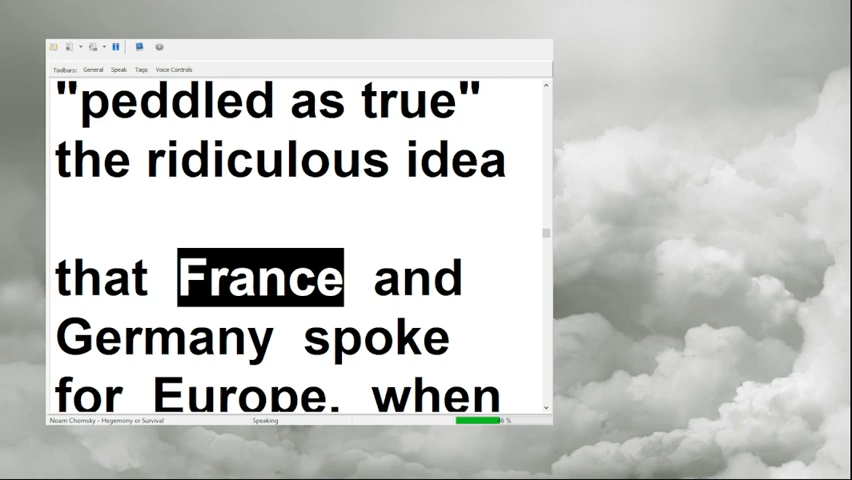 Toolbars: General Speak Tags Voice Controls
"peddled as true"
the ridiculous idea
that France and
Germany spoke
for Europe, when
Noam Chomsky - Hegemony or Survival Speaking %